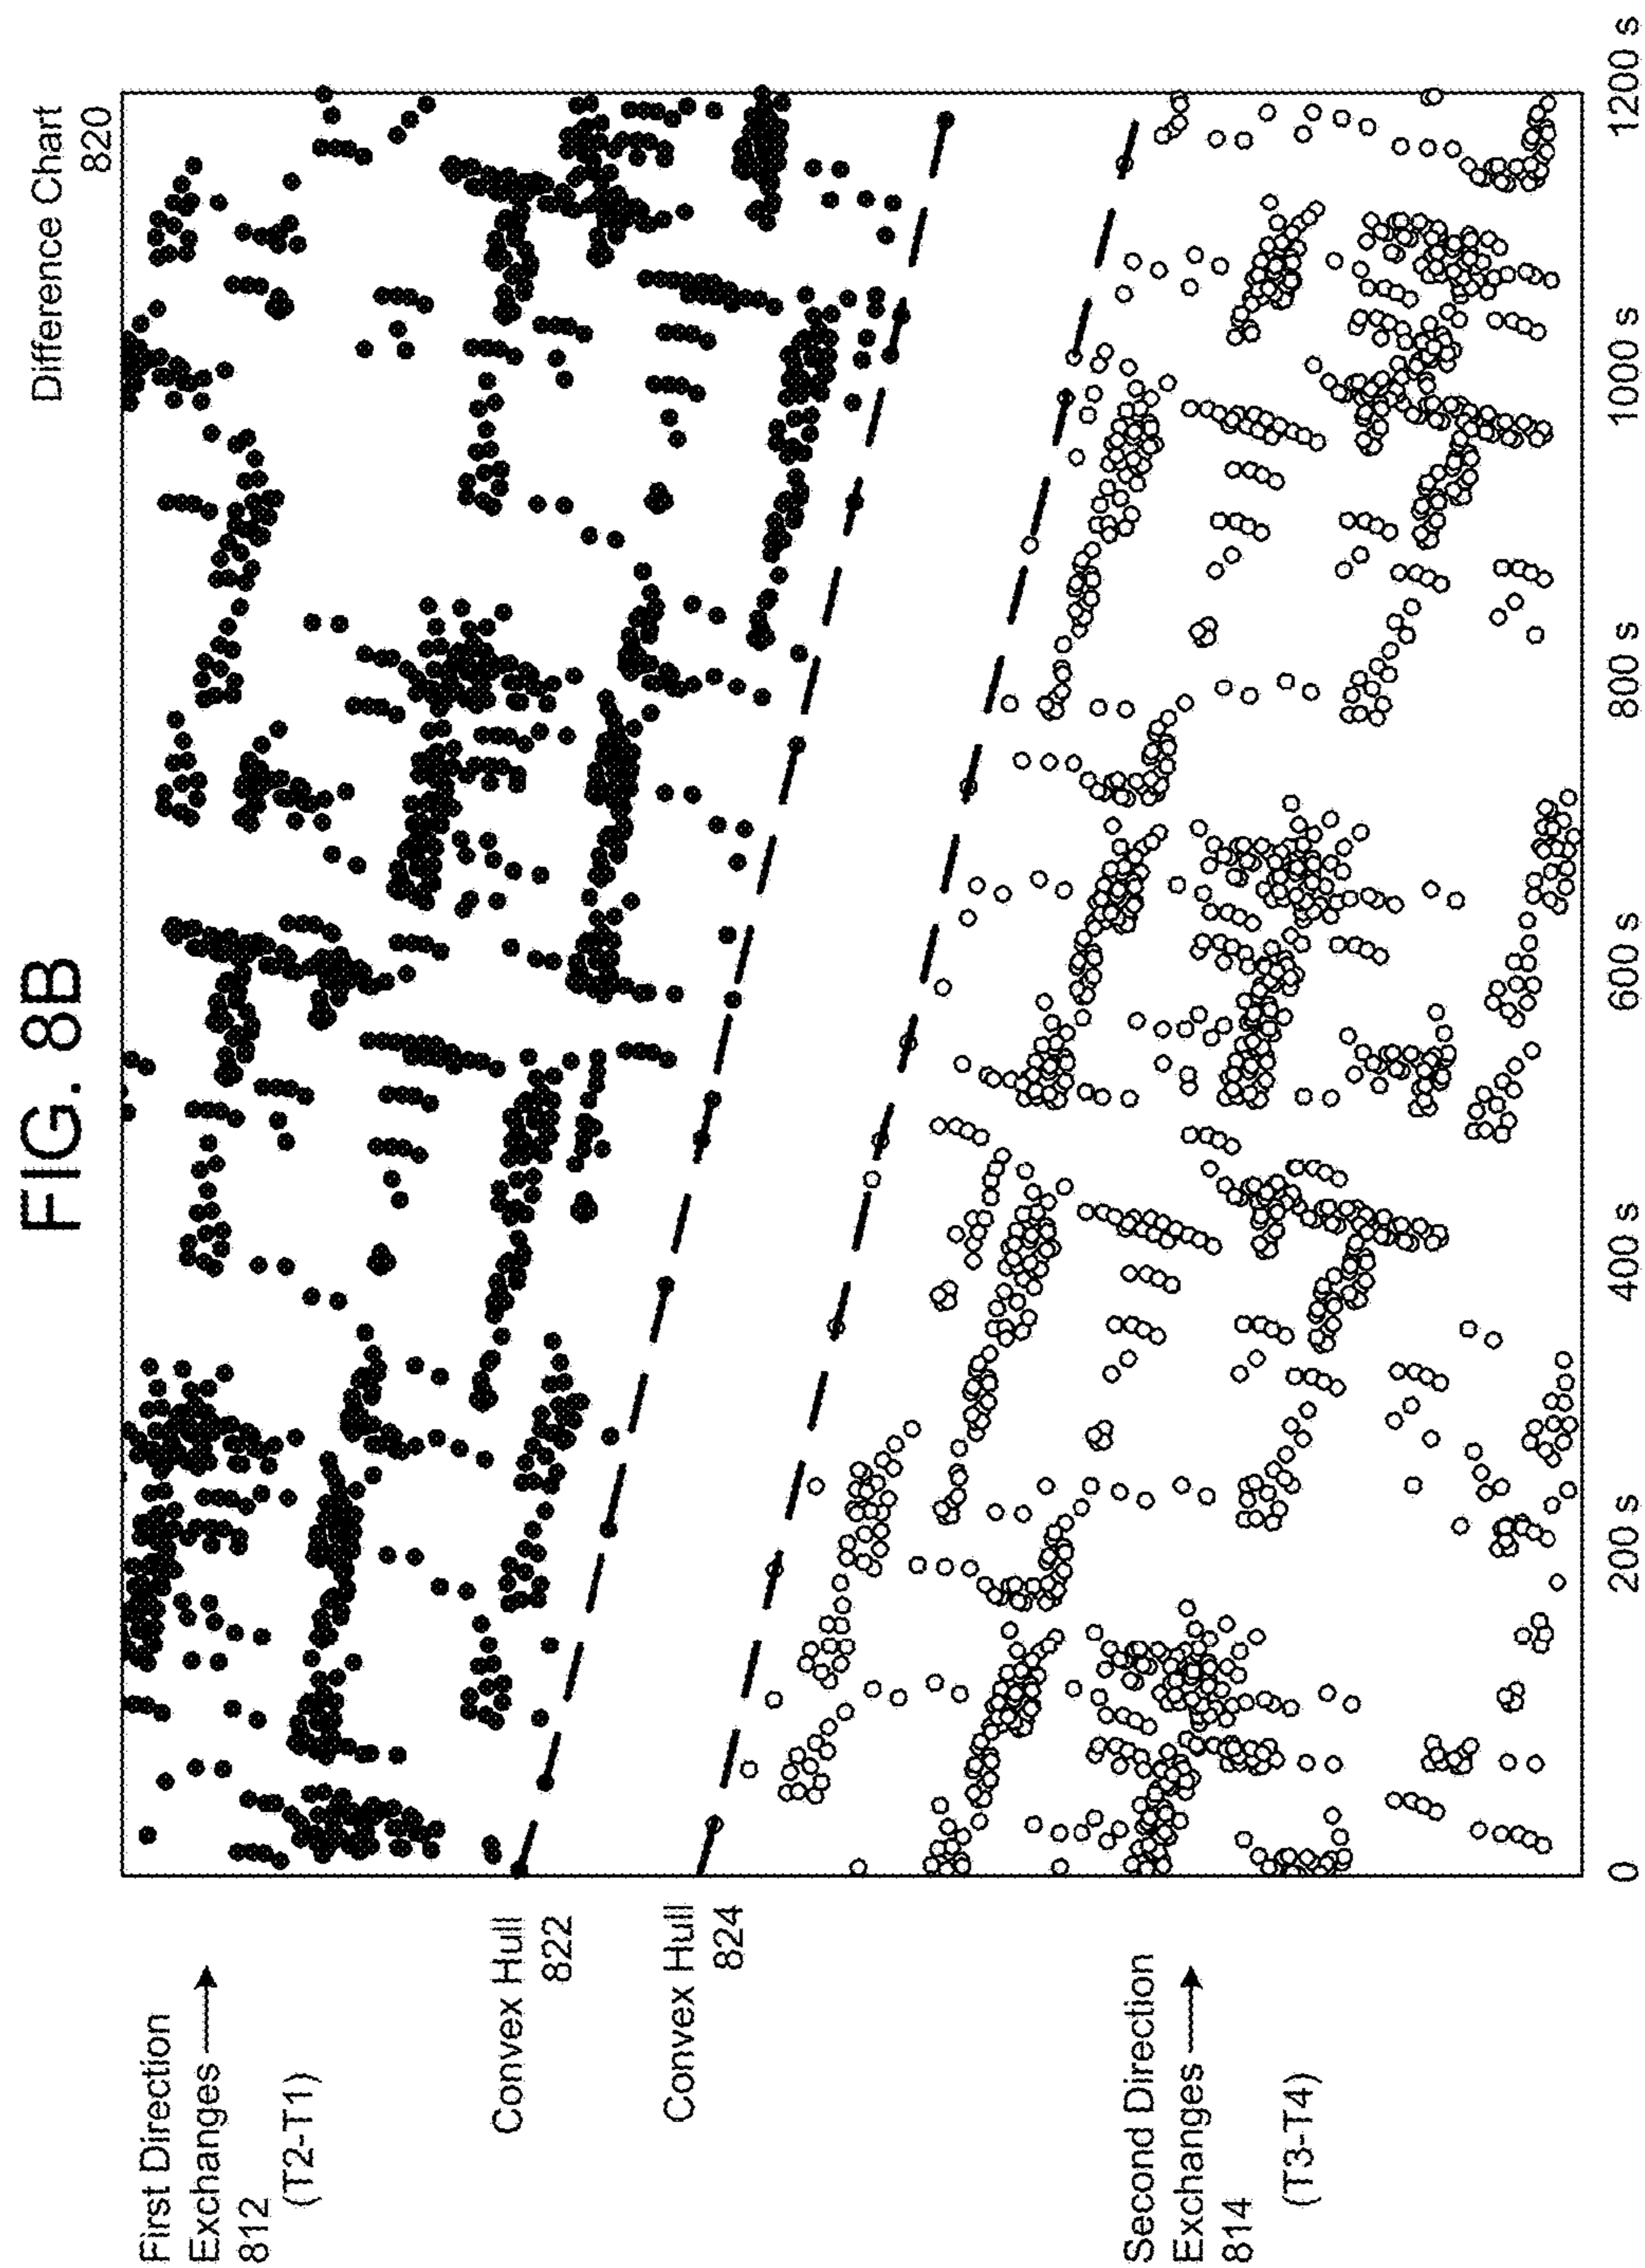 FIG. 8B
Difference Chart
820
First Direction
Exchanges
812
(T2-T1)
Convex Hull
822
Convex Hull
824
Second Direction
Exchanges
814
(T3-T4)
0
200 s
400 s
600 s
800 s
1000 s
1200 s